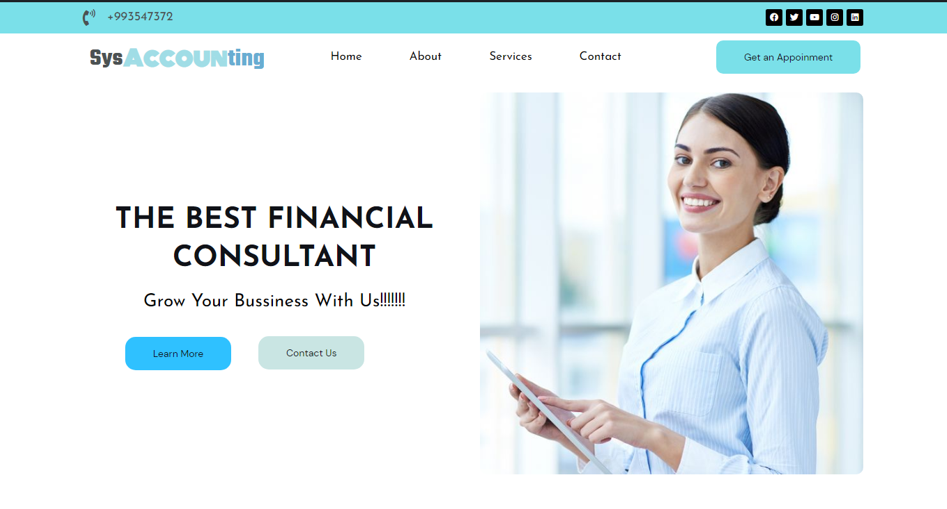 +993547372
SysAccounting
Home About Services Contact
Get an Appoinment
THE BEST FINANCIAL
CONSULTANT
Grow Your Bussiness With Us!!!!!!!
Learn More Contact Us